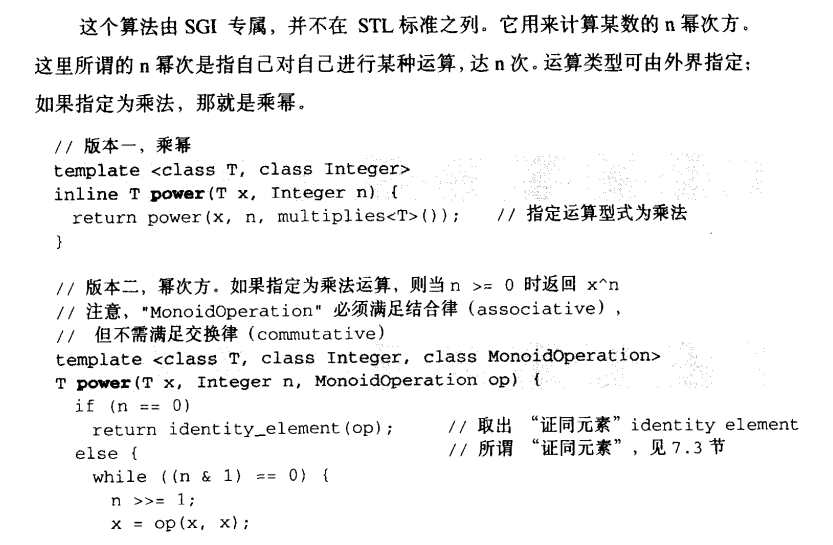 这个算法由 SGI 专属，并不在 STL 标准之列。它用来计算某数的 n 幂次方。
这里所谓的 n 幂次是指自己对自己进行某种运算，达 n 次。运算类型可由外界指定；
如果指定为乘法，那就是乘幂。
// 版本一，乘幂
template <class T, class Integer>
inline T power(T x, Integer n) {
return power(x, n, multiplies<T>()); // 指定运算型式为乘法
}
// 版本二，幂次方。如果指定为乘法运算，则当 n >= 0 时返回 x^n
// 注意，"MonoidOperation" 必须满足结合律（associative），
// 但不需满足交换律（commutative）
template <class T, class Integer, class MonoidOperation>
T power(T x, Integer n, MonoidOperation op) {
if (n == 0)
return identity_element(op); // 取出 “证同元素”identity element
else { // 所谓 “证同元素”，见 7.3 节
while ((n & 1) == 0) {
n >>= 1;
x = op(x, x);